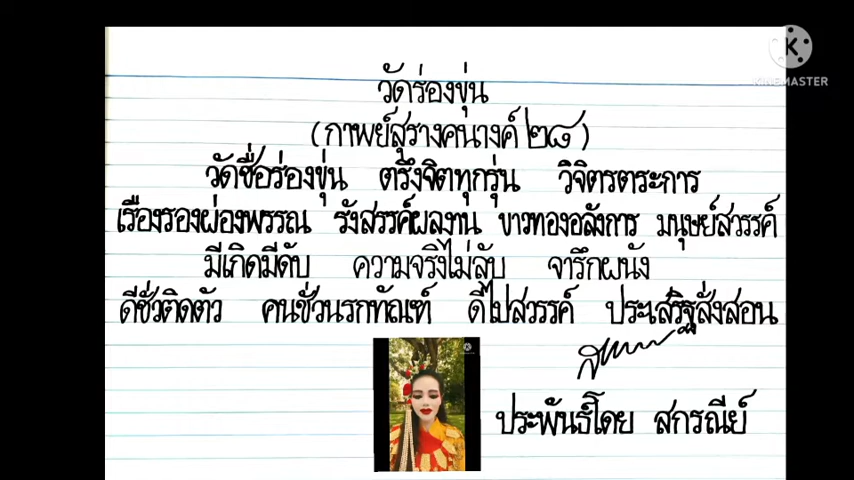 K
KINEMASTER
วัดร่องขุ่น
(กาพย์สุรางคนางค์ ๒๘)
วัดชื่อร่องขุ่น ตรึงจิตทุกรุ่น วิจิตรตระการ
เรืองรองผ่องพรรณ รังสรรค์ผลงาน ขาวทองอลังการ มนุษย์สวรรค์
มีเกิดมีดับ ความจริงไม่ลับ จารึกผนัง
ดีชั่วติดตัว คนชั่วนรกทัณฑ์ ดีไปสวรรค์ ประเสริฐสั่งสอน
ประพันธ์โดย สกรณีย์